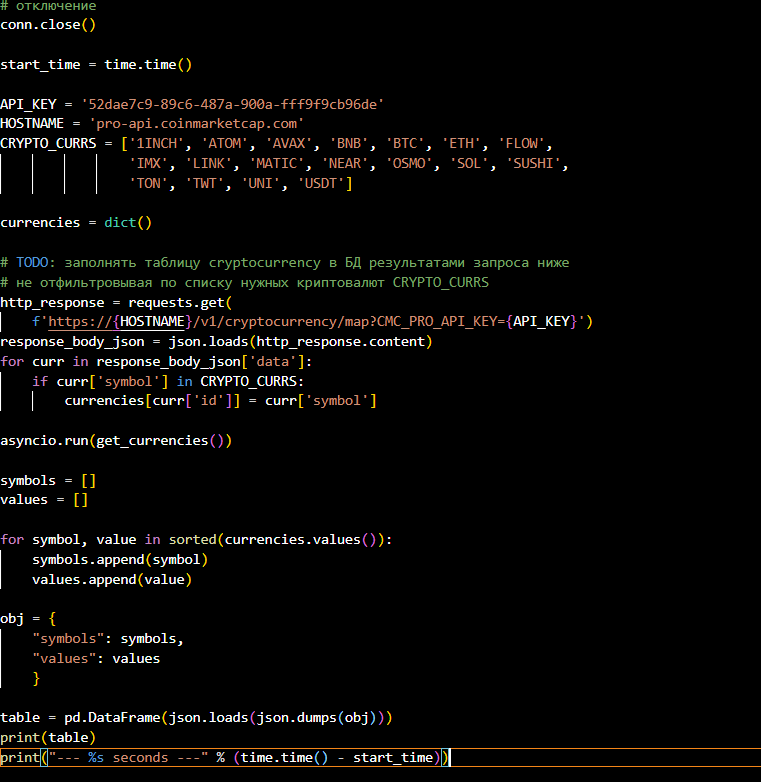 # отключение
conn.close()
start_time = time.time()
API_KEY = '52dae7c9-89c6-487a-900a-fff9f9cb96de'
HOSTNAME = 'pro-api.coinmarketcap.com'
CRYPTO_CURRS = ['1INCH', 'ATOM', 'AVAX', 'BNB', 'BTC', 'ETH', 'FLOW',
'IMX', 'LINK', 'MATIC', 'NEAR', 'OSMO', 'SOL', 'SUSHI',
'TON', 'TWT', 'UNI', 'USDT']
currencies = dict()
# TODO: заполнять таблицу cryptocurrency в БД результатами запроса ниже
# не отфильтровывая по списку нужных криптовалют CRYPTO_CURRS
http_response = requests.get(
f'https://{HOSTNAME}/v1/cryptocurrency/map?CMC_PRO_API_KEY={API_KEY}')
response_body_json = json.loads(http_response.content)
for curr in response_body_json['data']:
if curr['symbol'] in CRYPTO_CURRS:
currencies[curr['id']] = curr['symbol']
asyncio.run(get_currencies())
symbols = []
values = []
for symbol, value in sorted(currencies.values()):
symbols.append(symbol)
values.append(value)
obj = {
"symbols": symbols,
"values": values
}
table = pd.DataFrame(json.loads(json.dumps(obj)))
print(table)
print("--- %s seconds ---" % (time.time() - start_time))